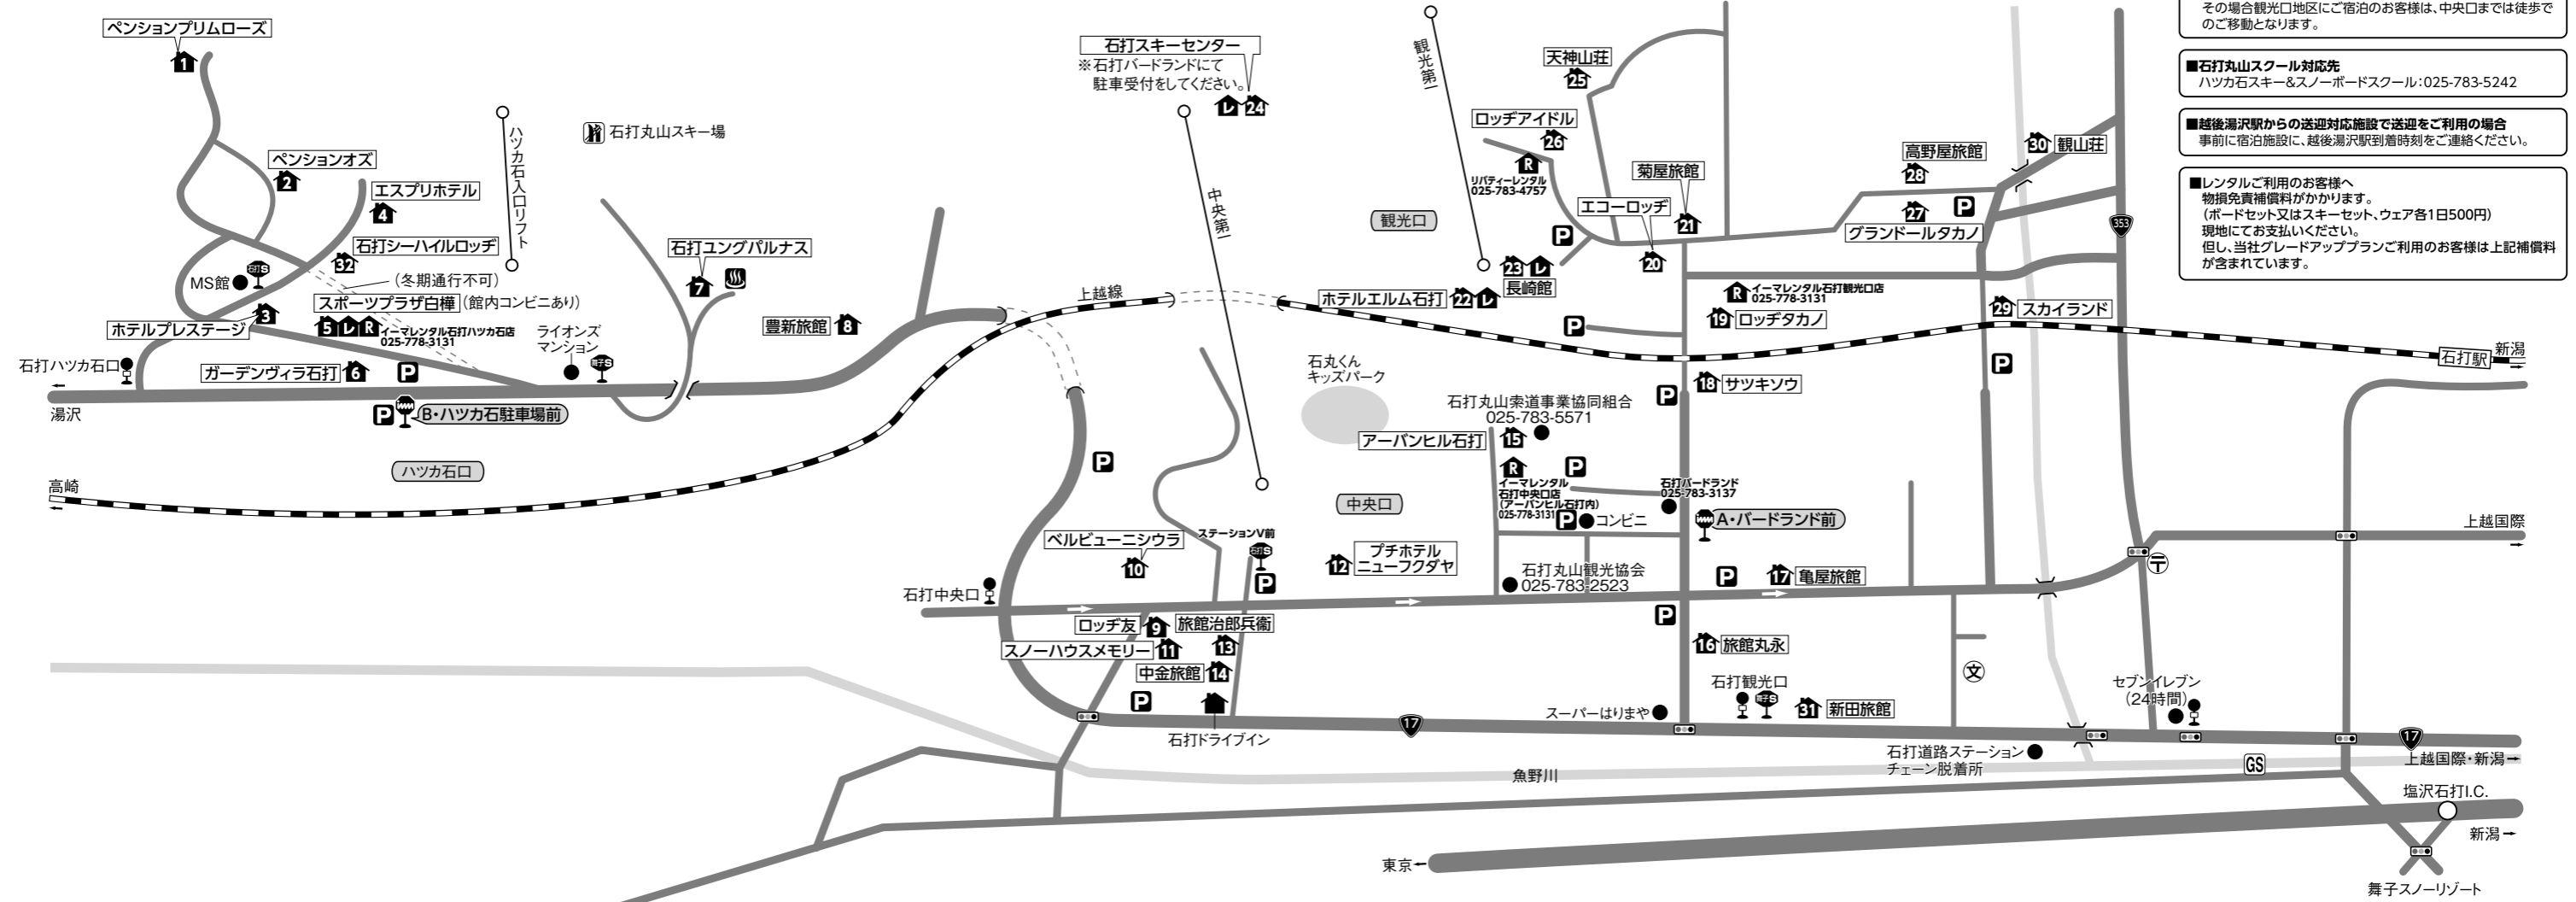 その場合観光口地区にご宿泊のお客様は、中央口までは徒歩で
のご移動となります。
■石打丸山スクール対応先
ハツカ石スキー&スノーボードスクール：025-783-5242
■越後湯沢駅からの送迎対応施設で送迎をご利用の場合
事前に宿泊施設に、越後湯沢駅到着時刻をご連絡ください。
■レンタルご利用のお客様へ
物損免責補償料がかかります。
（ボードセット又はスキーセット、ウェア各1日500円）
現地にてお支払いください。
但し、当社グレードアッププランご利用のお客様は上記補償料
が含まれています。
ペンションプリムローズ
1
ペンションオズ
2
エスプリホテル
4
石打シーハイルロッヂ
32
（冬期通行不可）
MS館
スポーツプラザ白樺（館内コンビニあり）
5 レ R
イーマレンタル石打ハツカ石店
025-778-3131
3
ホテルプレステージ
石打ハツカ石口
ガーデンヴィラ石打 6 P
ライオンズ
マンション
湯沢
P B・ハツカ石駐車場前
ハツカ石口
高崎
ハツカ石入口リフト
石打丸山スキー場
石打ユングパルナス
7
豊新旅館 8
上越線
石打スキーセンター
※石打バードランドにて
駐車受付をしてください。
レ 24
中央第一
観光第一
観光口
天神山荘
25
ロッヂアイドル
26
R
リバティーレンタル
025-783-4757
菊屋旅館
21
エコーロッヂ
20
P
23 レ
長崎館
ホテルエルム石打 22 レ
R イーマレンタル石打観光口店
025-778-3131
19 ロッヂタカノ
P
高野屋旅館
28
27 P
グランドールタカノ
30 観山荘
353
29 スカイランド
P
石打駅
新潟
石丸くん
キッズパーク
P
18 サツキソウ
P
石打丸山索道事業協同組合
025-783-5571
アーバンヒル石打 15
R P
イーマレンタル
石打中央口店
（アーバンヒル石打内）
025-778-3131
P コンビニ
石打バードランド
025-783-3137
A・バードランド前
中央口
ベルビューニシウラ
10
ステーションV前
P
12 プチホテル
ニューフクダヤ
石打丸山観光協会
025-783-2523
P 17 亀屋旅館
上越国際
石打中央口
ロッヂ友 9
旅館治郎兵衛
13
スノーハウスメモリー 11
中金旅館 14
P
石打ドライブイン
P
16 旅館丸永
石打観光口
31 新田旅館
スーパーはりまや
17
文
セブンイレブン
（24時間）
石打道路ステーション
チェーン脱着所
17
上越国際・新潟
GS
魚野川
塩沢石打I.C.
新潟
東京
舞子スノーリゾート